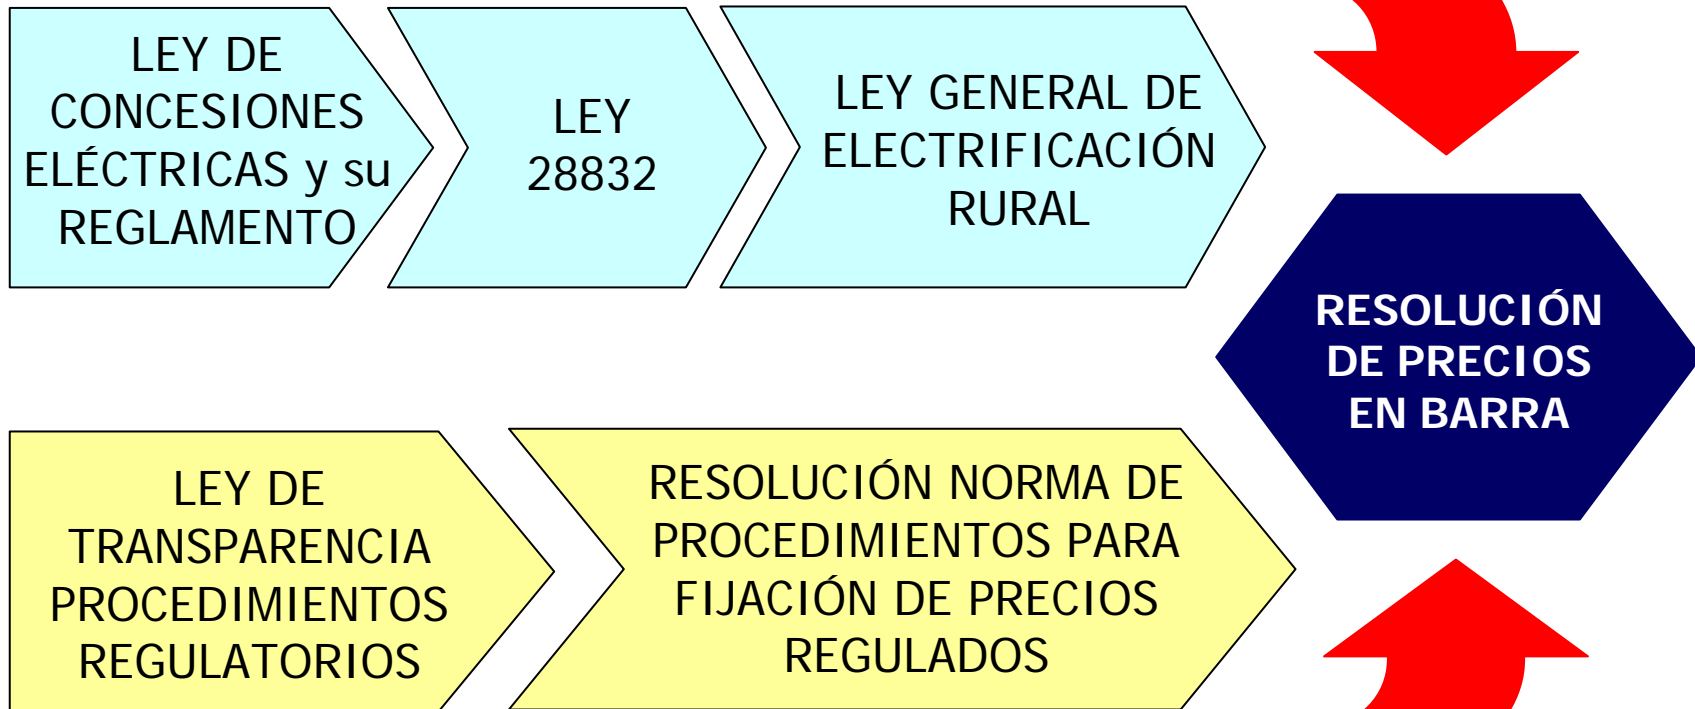 LEY DE
CONCESIONES
ELÉCTRICAS y su
REGLAMENTO
LEY
28832
LEY GENERAL DE
ELECTRIFICACIÓN
RURAL
RESOLUCIÓN
DE PRECIOS
EN BARRA
LEY DE
TRANSPARENCIA
PROCEDIMIENTOS
REGULATORIOS
RESOLUCIÓN NORMA DE
PROCEDIMIENTOS PARA
FIJACIÓN DE PRECIOS
REGULADOS